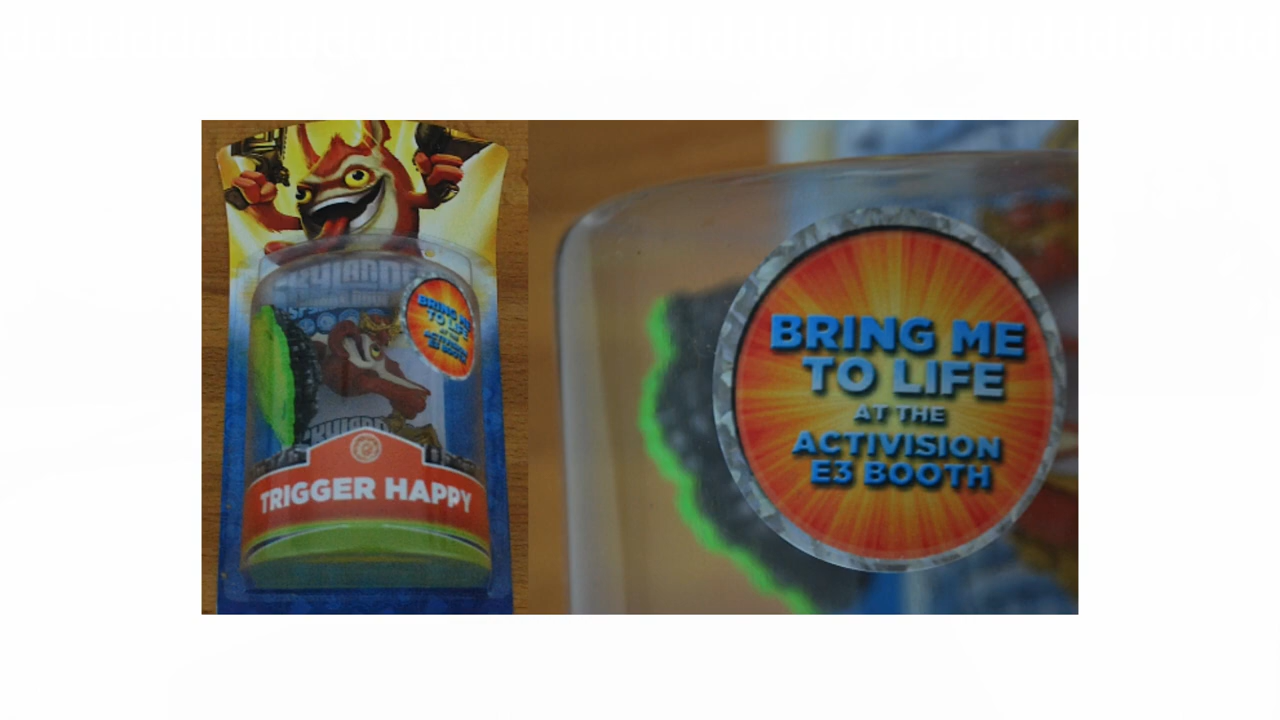 SKYLANDERS
BRING ME
TO LIFE
AT THE
ACTIVISION
E3 BOOTH
TRIGGER HAPPY
BRING ME
TO LIFE
AT THE
ACTIVISION
E3 BOOTH